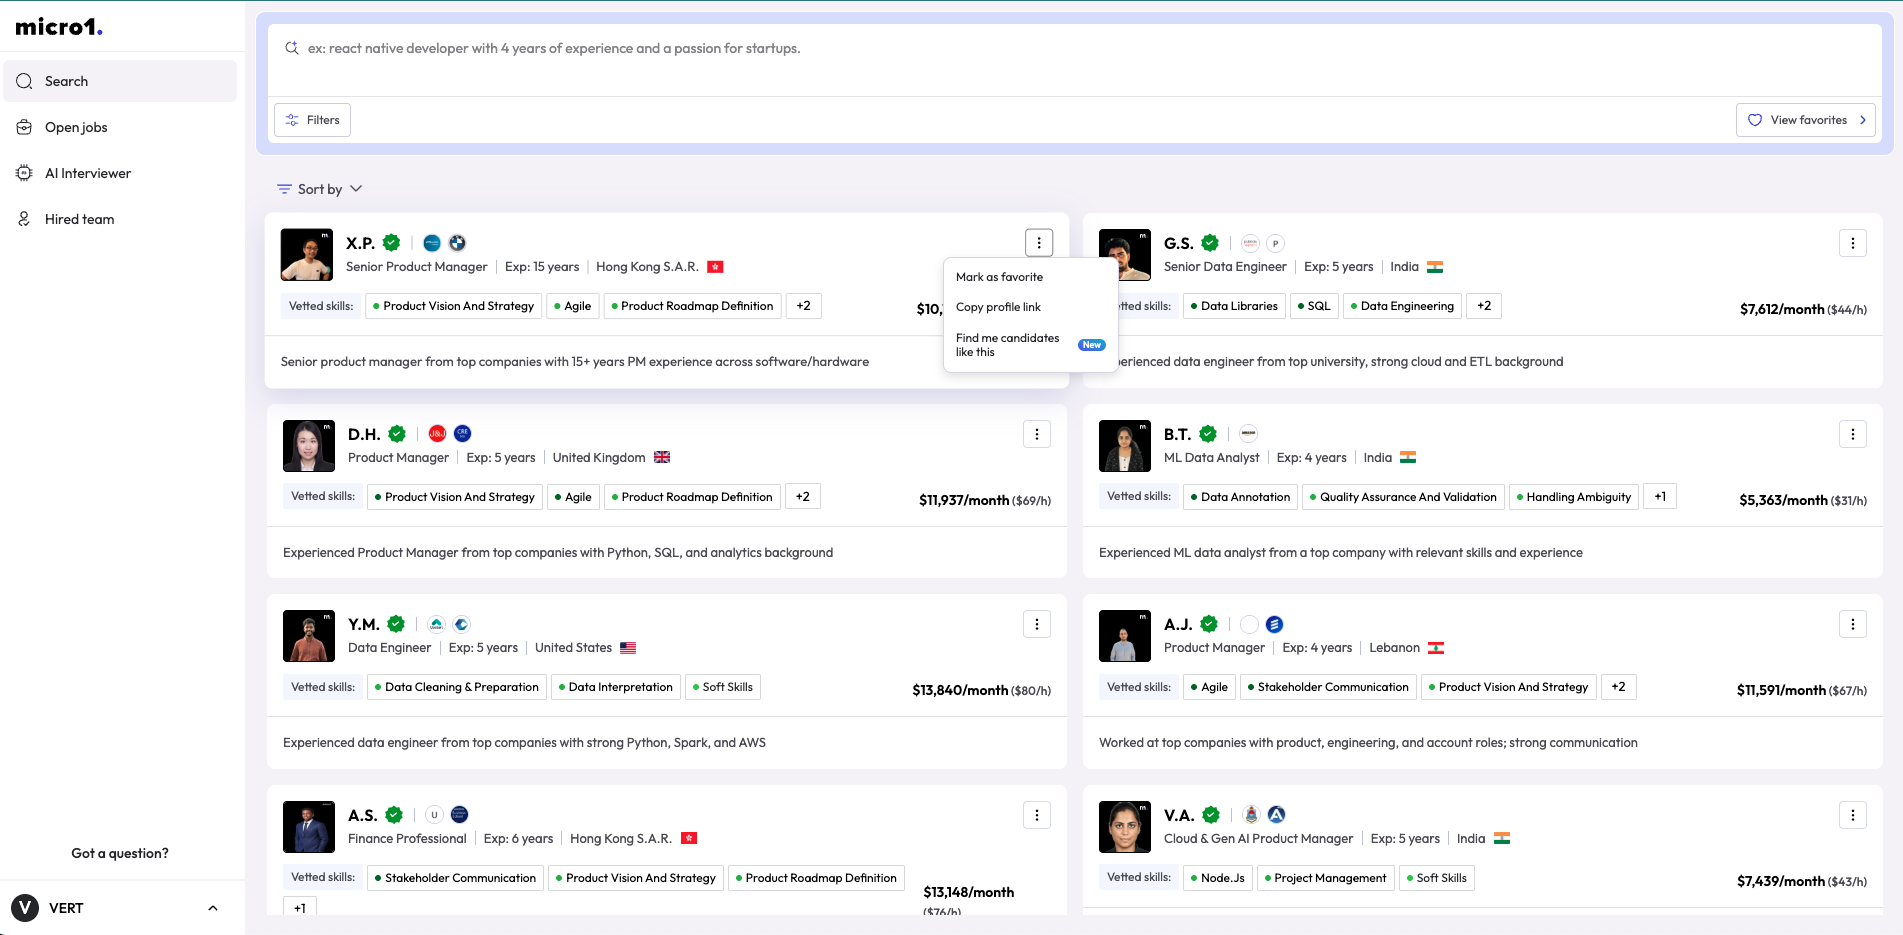 micro1.
Search
Open jobs
AI Interviewer
Hired team
Got a question?
V VERT
ex: react native developer with 4 years of experience and a passion for startups.
Filters
View favorites
Sort by
X.P.
Senior Product Manager Exp: 15 years Hong Kong S.A.R.
Vetted skills: Product Vision And Strategy Agile Product Roadmap Definition +2
$10,
Senior product manager from top companies with 15+ years PM experience across software/hardware
Mark as favorite
Copy profile link
Find me candidates
like this
New
G.S. P
Senior Data Engineer Exp: 5 years India
tted skills: Data Libraries SQL Data Engineering +2
$7,612/month ($44/h)
erienced data engineer from top university, strong cloud and ETL background
D.H. J&J CRE
Product Manager Exp: 5 years United Kingdom
Vetted skills: Product Vision And Strategy Agile Product Roadmap Definition +2
$11,937/month ($69/h)
Experienced Product Manager from top companies with Python, SQL, and analytics background
B.T.
ML Data Analyst Exp: 4 years India
Vetted skills: Data Annotation Quality Assurance And Validation Handling Ambiguity +1
$5,363/month ($31/h)
Experienced ML data analyst from a top company with relevant skills and experience
Y.M.
Data Engineer Exp: 5 years United States
Vetted skills: Data Cleaning & Preparation Data Interpretation Soft Skills
$13,840/month ($80/h)
Experienced data engineer from top companies with strong Python, Spark, and AWS
A.J.
Product Manager Exp: 4 years Lebanon
Vetted skills: Agile Stakeholder Communication Product Vision And Strategy +2
$11,591/month ($67/h)
Worked at top companies with product, engineering, and account roles; strong communication
A.S. U
Finance Professional Exp: 6 years Hong Kong S.A.R.
Vetted skills: Stakeholder Communication Product Vision And Strategy Product Roadmap Definition
+1
$13,148/month
($76/h)
V.A.
Cloud & Gen AI Product Manager Exp: 5 years India
Vetted skills: Node.Js Project Management Soft Skills
$7,439/month ($43/h)